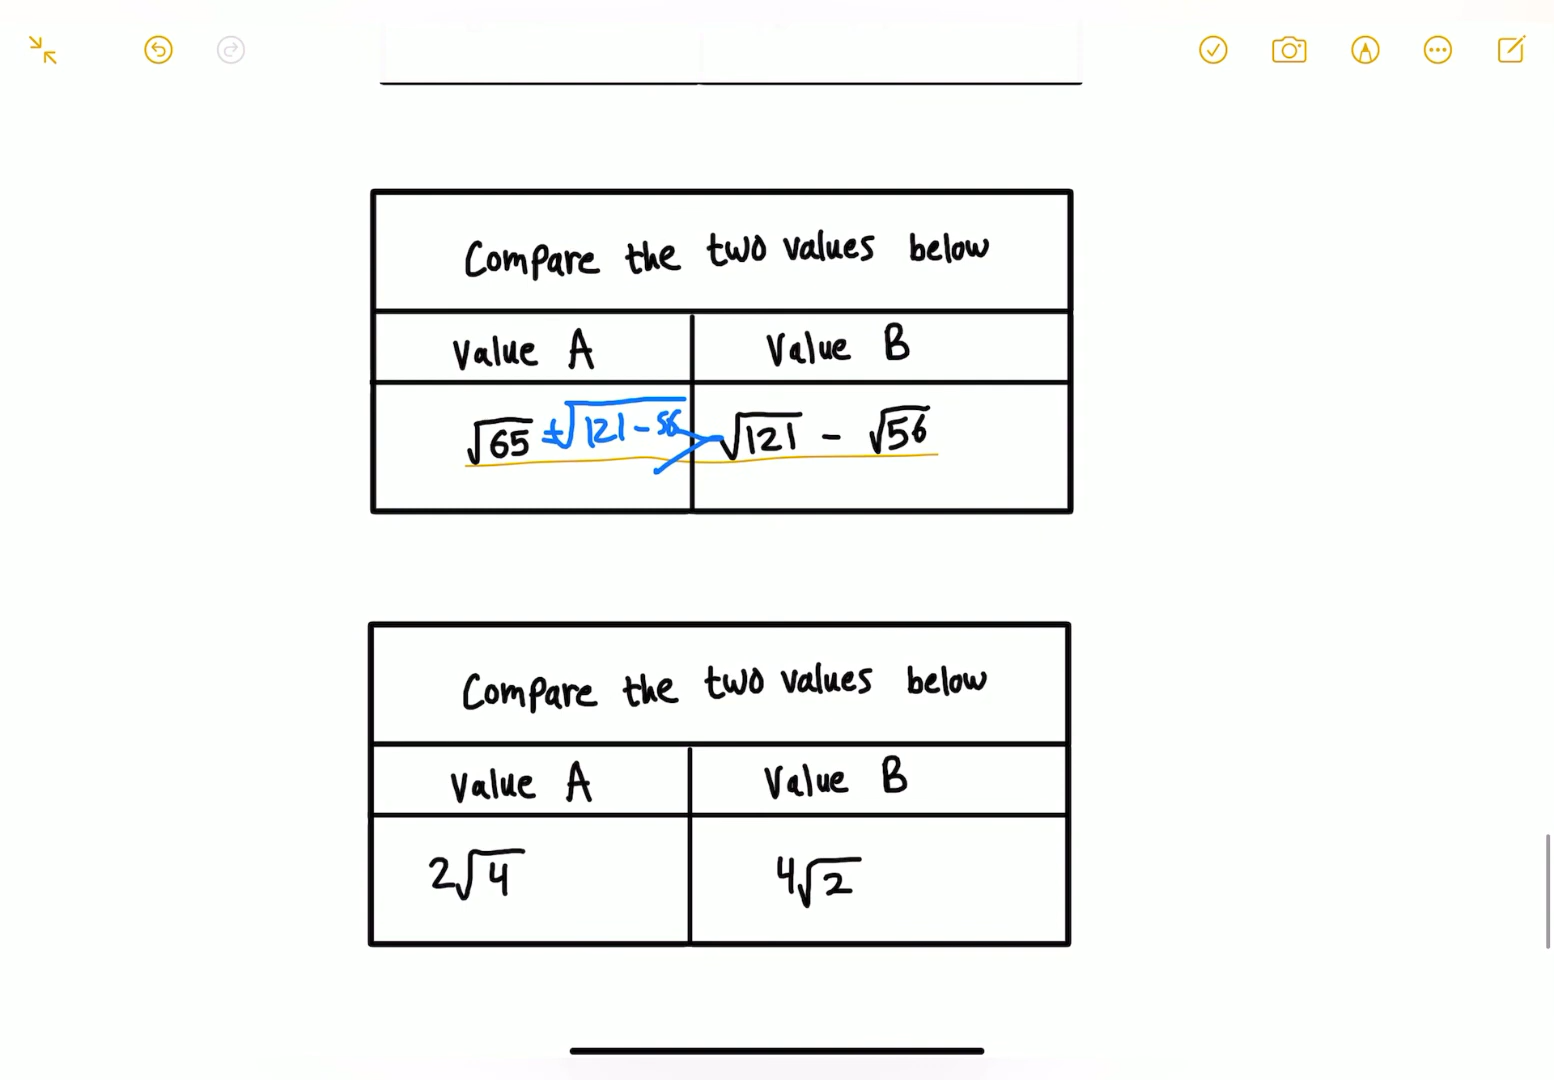 Compare the two values below
Value A Value B
√65 ±√121-56 > √121 - √56
Compare the two values below
Value A Value B
2√4 4√2